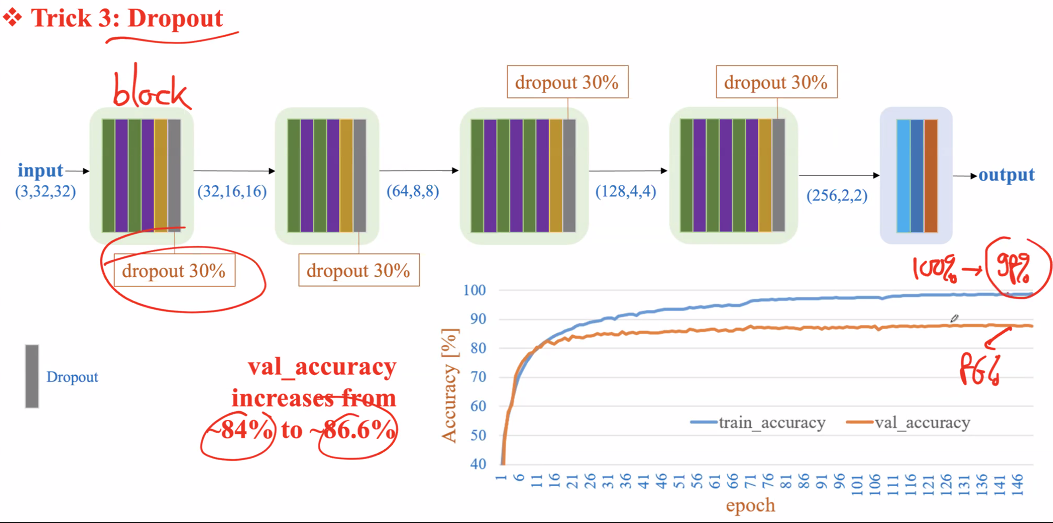 ❖ Trick 3: Dropout
block
dropout 30%
dropout 30%
input
(3,32,32)
(32,16,16)
(64,8,8)
(128,4,4)
(256,2,2)
output
dropout 30%
dropout 30%
100% → 98%
Dropout
val_accuracy
increases from
~84% to ~86.6%
Accuracy [%]
100
90
80
70
60
50
40
86%
train_accuracy
val_accuracy
1 6 11 16 21 26 31 36 41 46 51 56 61 66 71 76 81 86 91 96 101 106 111 116 121 126 131 136 141 146
epoch